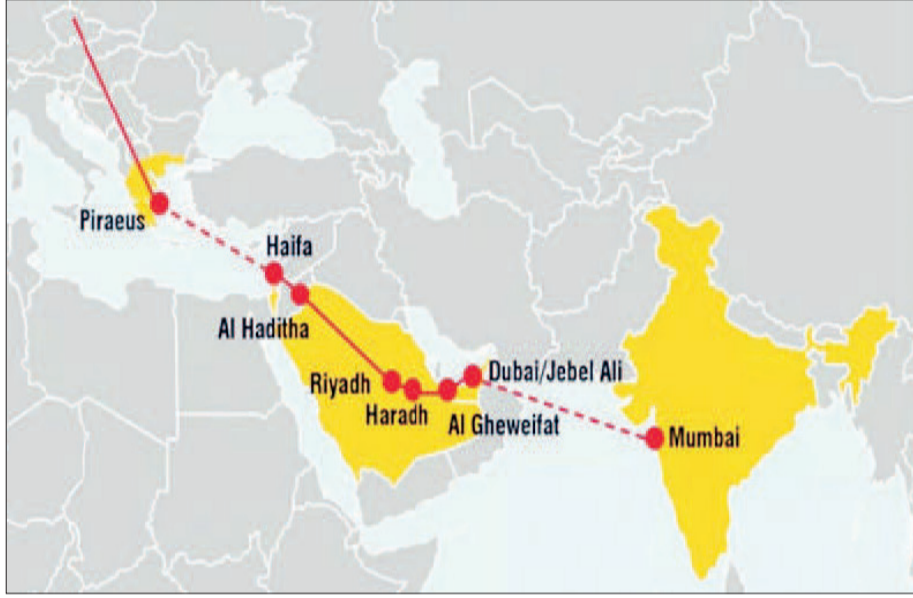 Piraeus
Haifa
Al Haditha
Riyadh
Haradh
Al Gheweifat
Dubai/Jebel Ali
Mumbai